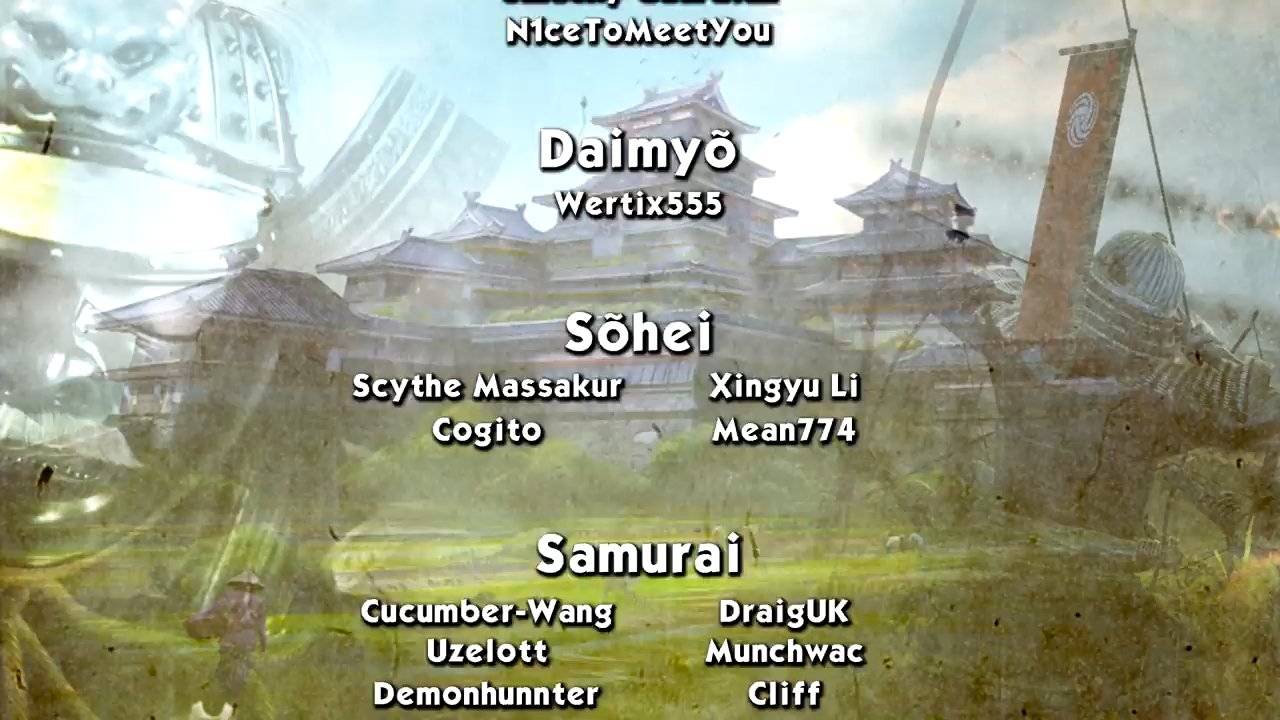 N1ceToMeetYou
Daimyõ
Wertix555
Sõhei
Scythe Massakur Xingyu Li
Cogito Mean774
Samurai
Cucumber-Wang DraigUK
Uzelott Munchwac
Demonhunnter Cliff